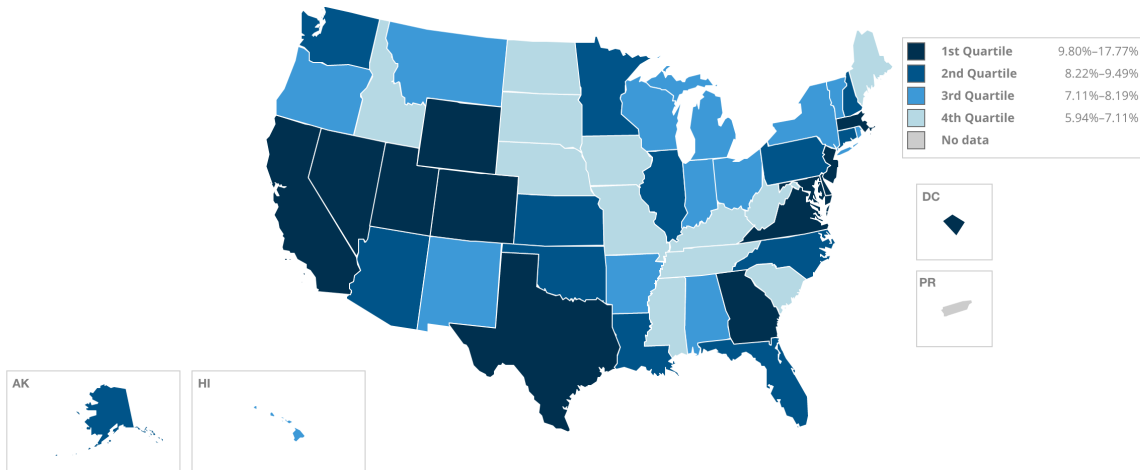 1st Quartile 9.80%–17.77%
2nd Quartile 8.22%–9.49%
3rd Quartile 7.11%–8.19%
4th Quartile 5.94%–7.11%
No data
DC
PR
AK
HI